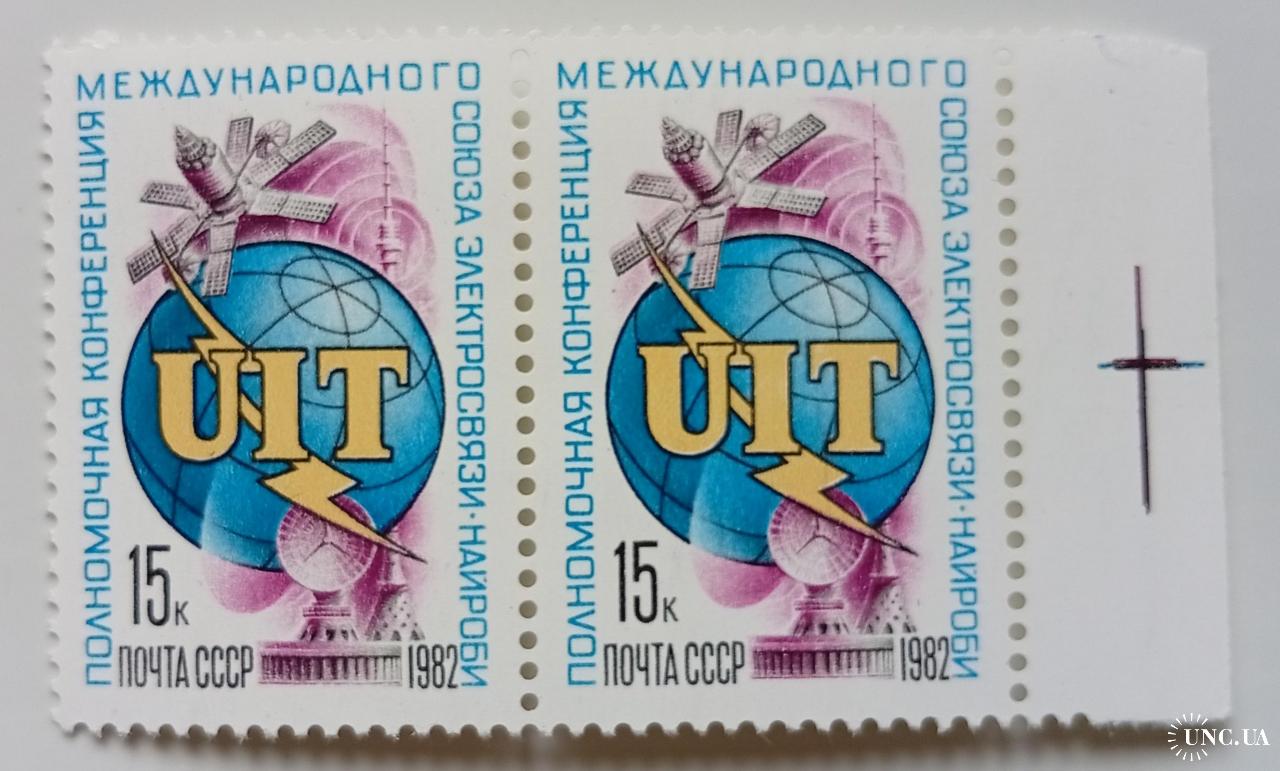 ПОЛНОМОЧНАЯ КОНФЕРЕНЦИЯ
МЕЖДУНАРОДНОГО
СОЮЗА ЭЛЕКТРОСВЯЗИ·НАЙРОБИ
UIT
15к
ПОЧТА СССР 1982
ПОЛНОМОЧНАЯ КОНФЕРЕНЦИЯ
МЕЖДУНАРОДНОГО
СОЮЗА ЭЛЕКТРОСВЯЗИ·НАЙРОБИ
UIT
15к
ПОЧТА СССР 1982
UNC.UA